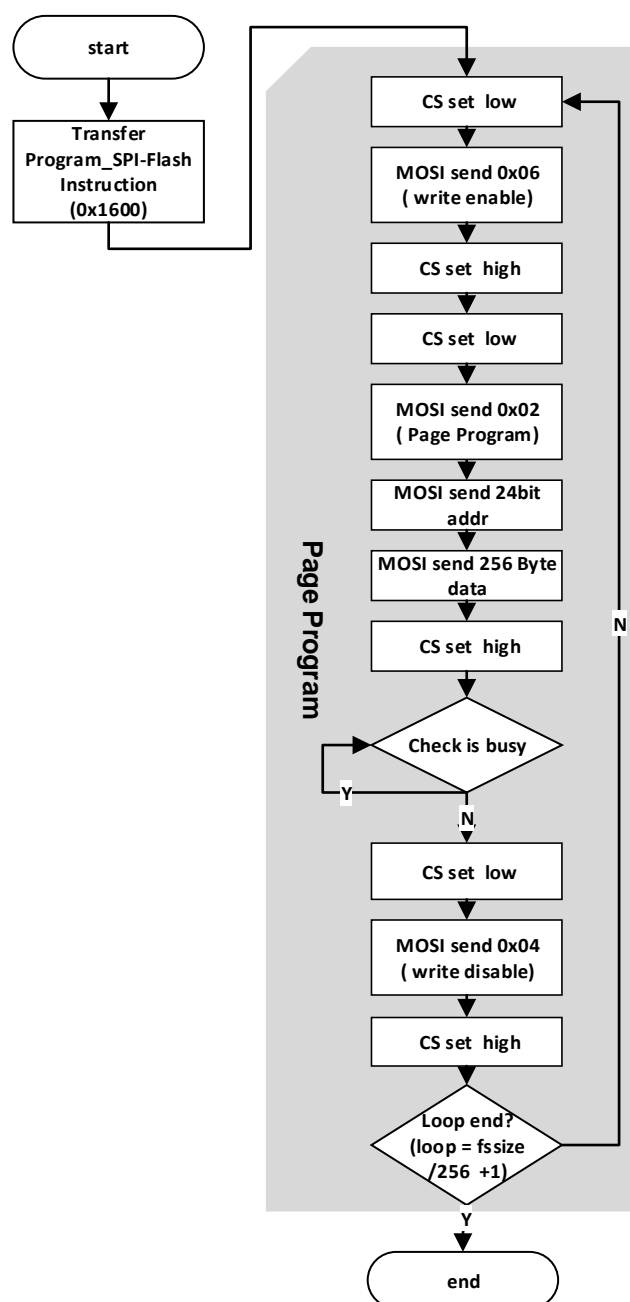 start
Transfer
Program_SPI-Flash
Instruction
(0x1600)
CS set low
MOSI send 0x06
( write enable)
CS set high
CS set low
MOSI send 0x02
( Page Program)
MOSI send 24bit
addr
MOSI send 256 Byte
data
CS set high
Page Program
Check is busy
Y
N
CS set low
MOSI send 0x04
( write disable)
CS set high
Loop end?
(loop = fssize
/256 +1)
N
Y
end